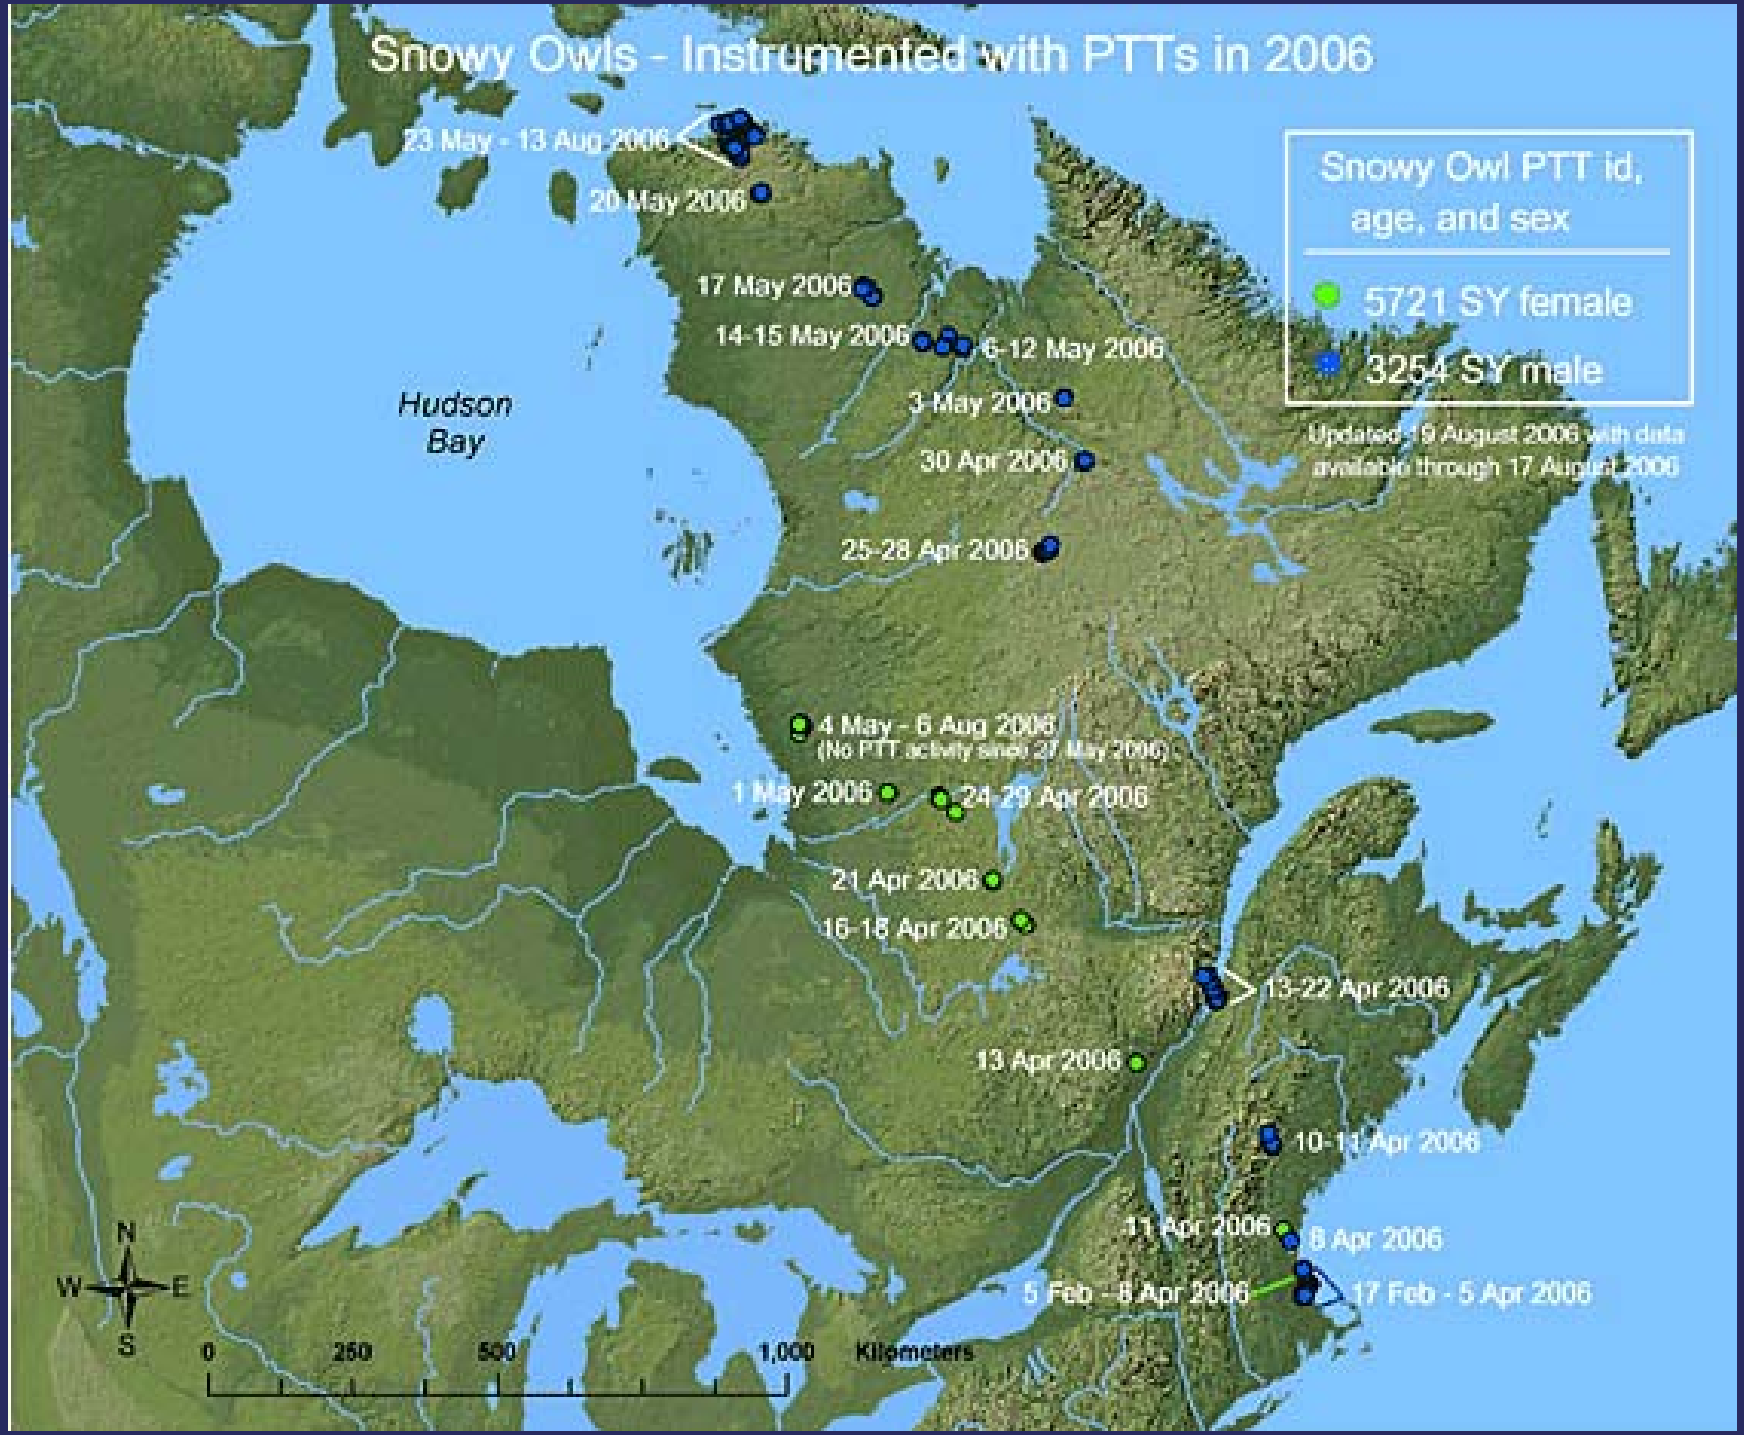 Snowy Owls - Instrumented with PTTs in 2006
23 May - 13 Aug 2006
20 May 2006
Snowy Owl PTT id,
age, and sex
5721 SY female
3254 SY male
Updated 19 August 2006 with data
available through 17 August 2006
17 May 2006
14-15 May 2006
6-12 May 2006
3 May 2006
Hudson
Bay
30 Apr 2006
25-28 Apr 2006
4 May - 6 Aug 2006
(No PTT activity since 27 May 2006)
1 May 2006
24-29 Apr 2006
21 Apr 2006
16-18 Apr 2006
13-22 Apr 2006
13 Apr 2006
10-11 Apr 2006
11 Apr 2006
8 Apr 2006
5 Feb - 8 Apr 2006
17 Feb - 5 Apr 2006
N
W E
S
0 250 500 1,000 Kilometers